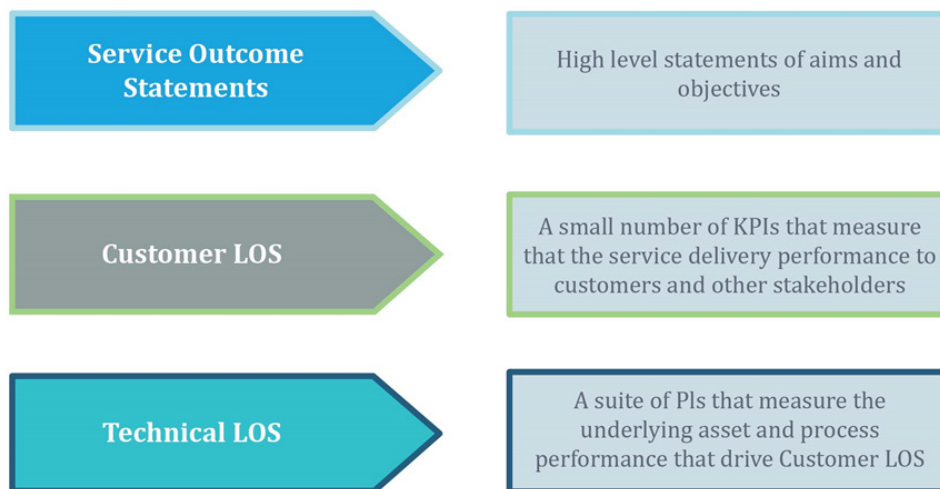 Service Outcome
Statements
High level statements of aims and
objectives
Customer LOS
A small number of KPIs that measure
that the service delivery performance to
customers and other stakeholders
Technical LOS
A suite of PIs that measure the
underlying asset and process
performance that drive Customer LOS